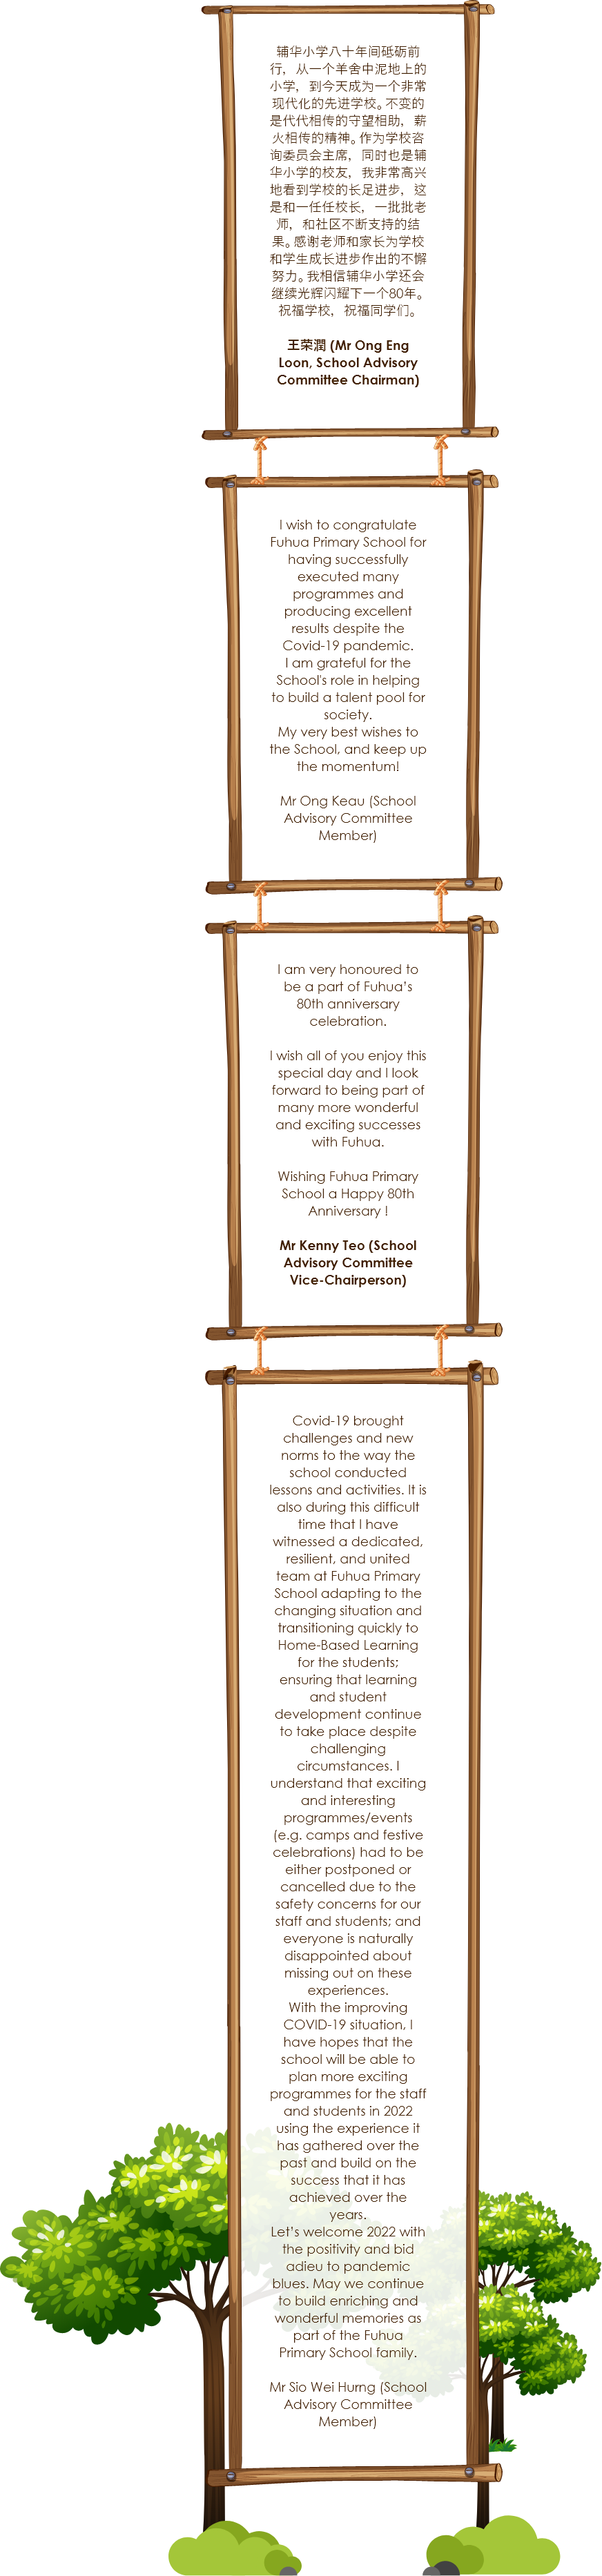 辅华小学八十年间砥砺前
行，从一个羊舍中泥地上的
小学，到今天成为一个非常
现代化的先进学校。不变的
是代代相传的守望相助，薪
火相传的精神。作为学校咨
询委员会主席，同时也是辅
华小学的校友，我非常高兴
地看到学校的长足进步，这
是和一任任校长，一批批老
师，和社区不断支持的结
果。感谢老师和家长为学校
和学生成长进步作出的不懈
努力。我相信辅华小学还会
继续光辉闪耀下一个80年。
祝福学校，祝福同学们。
王荣潤 (Mr Ong Eng
Loon, School Advisory
Committee Chairman)
I wish to congratulate
Fuhua Primary School for
having successfully
executed many
programmes and
producing excellent
results despite the
Covid-19 pandemic.
I am grateful for the
School's role in helping
to build a talent pool for
society.
My very best wishes to
the School, and keep up
the momentum!
Mr Ong Keau (School
Advisory Committee
Member)
I am very honoured to
be a part of Fuhua’s
80th anniversary
celebration.
I wish all of you enjoy this
special day and I look
forward to being part of
many more wonderful
and exciting successes
with Fuhua.
Wishing Fuhua Primary
School a Happy 80th
Anniversary !
Mr Kenny Teo (School
Advisory Committee
Vice-Chairperson)
Covid-19 brought
challenges and new
norms to the way the
school conducted
lessons and activities. It is
also during this difficult
time that I have
witnessed a dedicated,
resilient, and united
team at Fuhua Primary
School adapting to the
changing situation and
transitioning quickly to
Home-Based Learning
for the students;
ensuring that learning
and student
development continue
to take place despite
challenging
circumstances. I
understand that exciting
and interesting
programmes/events
(e.g. camps and festive
celebrations) had to be
either postponed or
cancelled due to the
safety concerns for our
staff and students; and
everyone is naturally
disappointed about
missing out on these
experiences.
With the improving
COVID-19 situation, I
have hopes that the
school will be able to
plan more exciting
programmes for the staff
and students in 2022
using the experience it
has gathered over the
past and build on the
success that it has
achieved over the
years.
Let’s welcome 2022 with
the positivity and bid
adieu to pandemic
blues. May we continue
to build enriching and
wonderful memories as
part of the Fuhua
Primary School family.
Mr Sio Wei Hurng (School
Advisory Committee
Member)